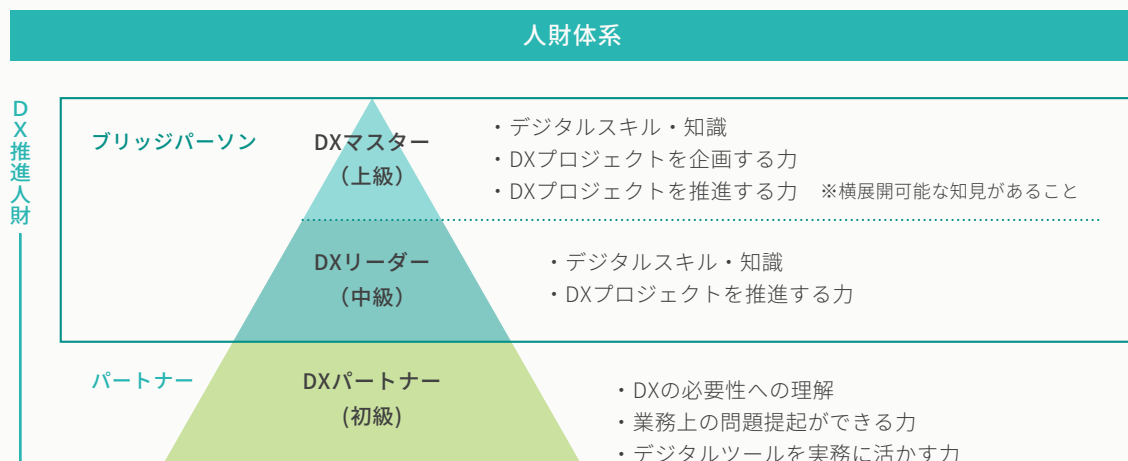 人財体系
DX推進人財
ブリッジパーソン
DXマスター
（上級）
・デジタルスキル・知識
・DXプロジェクトを企画する力
・DXプロジェクトを推進する力　※横展開可能な知見があること
DXリーダー
（中級）
・デジタルスキル・知識
・DXプロジェクトを推進する力
パートナー
DXパートナー
(初級)
・DXの必要性への理解
・業務上の問題提起ができる力
・デジタルツールを実務に活かす力